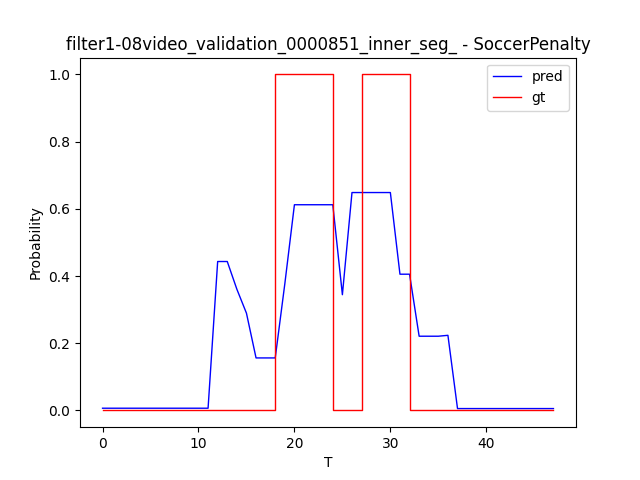 filter1-08video_validation_0000851_inner_seg_ - SoccerPenalty
pred
gt
1.0
0.8
0.6
0.4
0.2
0.0
Probability
0
10
20
30
40
T